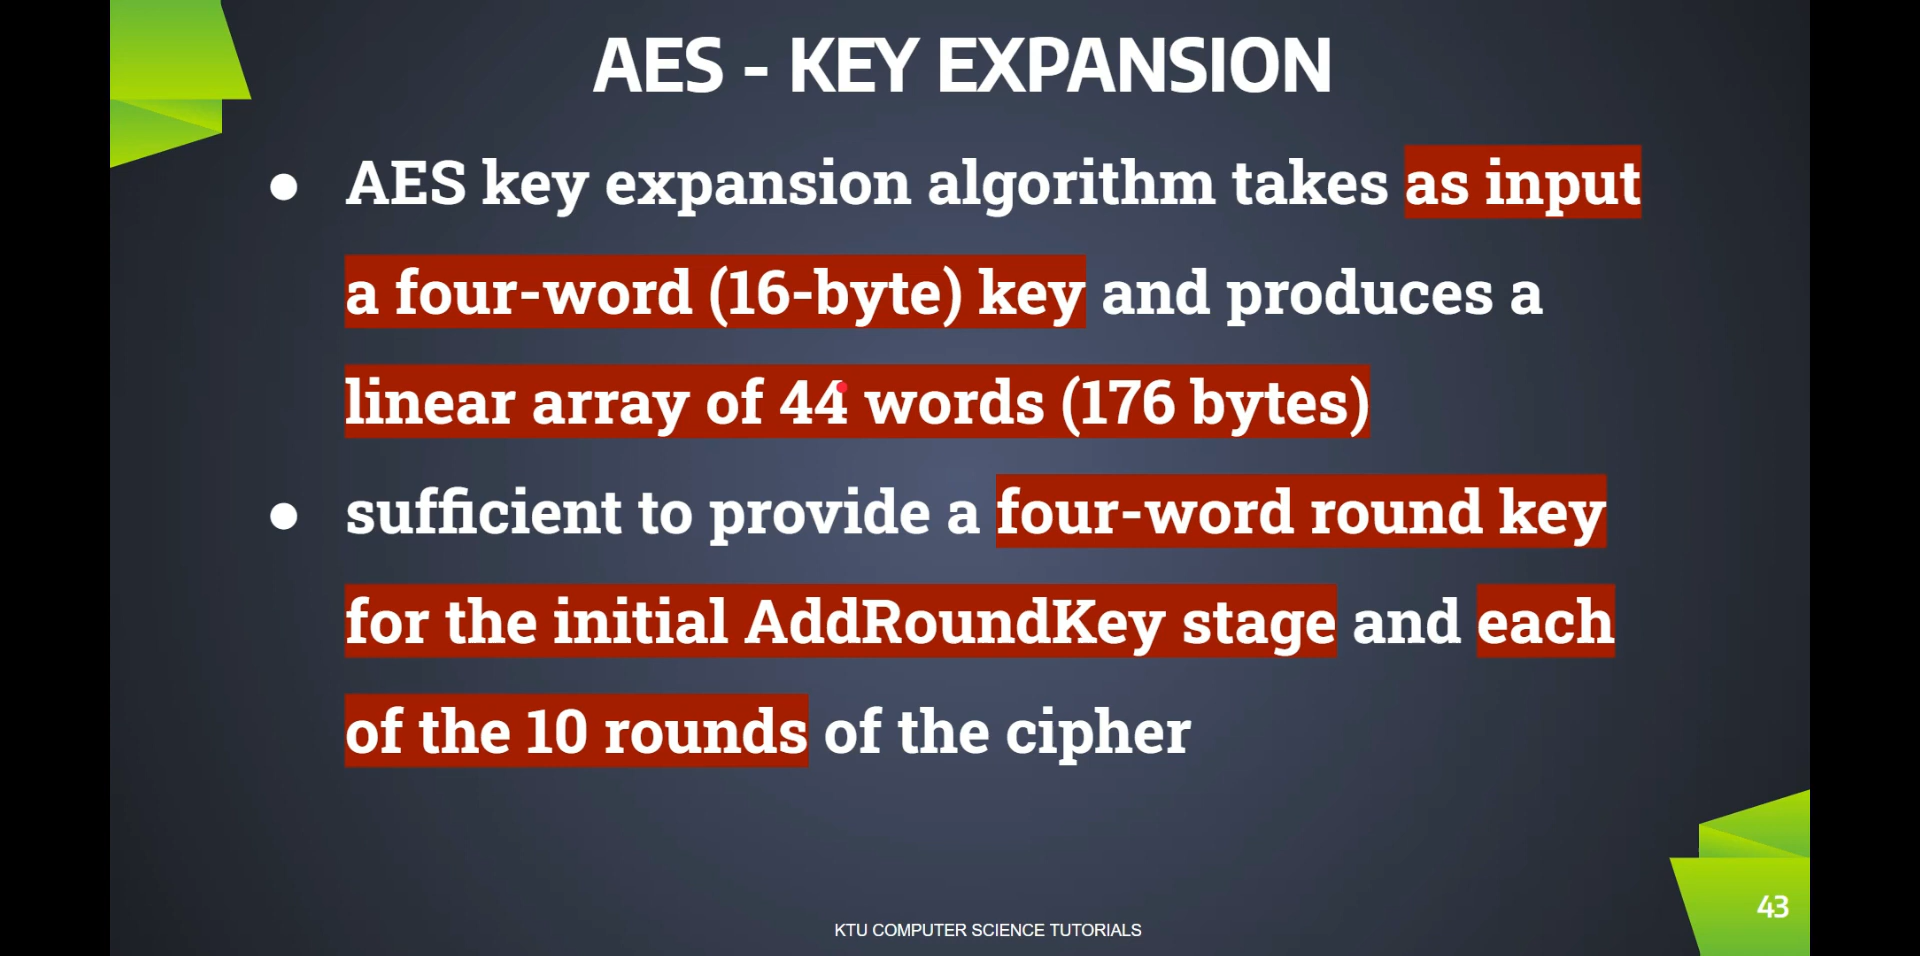 AES - KEY EXPANSION
● AES key expansion algorithm takes as input
a four-word (16-byte) key and produces a
linear array of 44 words (176 bytes)
● sufficient to provide a four-word round key
for the initial AddRoundKey stage and each
of the 10 rounds of the cipher
43
KTU COMPUTER SCIENCE TUTORIALS